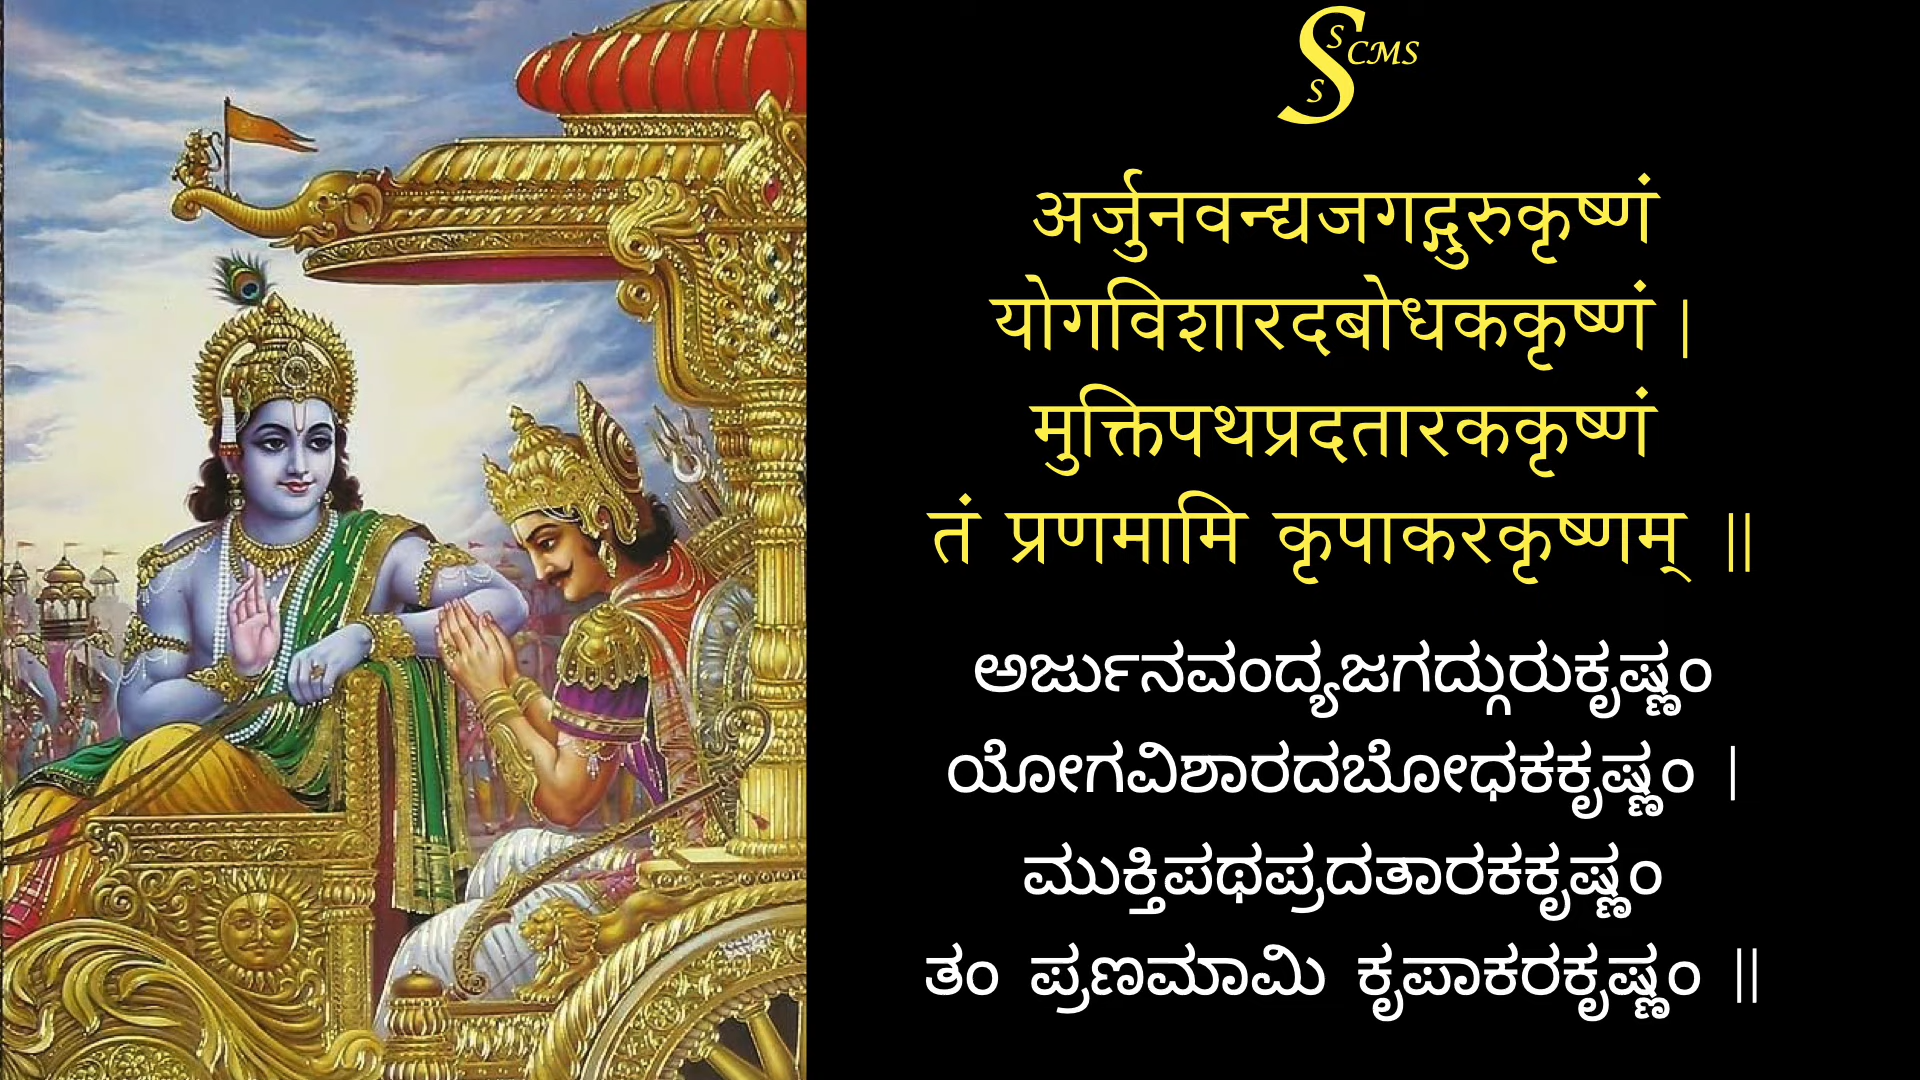 S S CMS S
अर्जुनवन्द्यजगद्गुरुकृष्णं
योगविशारदबोधककृष्णं |
मुक्तिपथप्रदतारककृष्णं
तं प्रणमामि कृपाकरकृष्णम् ||
ಅರ್ಜುನವಂದ್ಯಜಗದ್ಗುರುಕೃಷ್ಣಂ
ಯೋಗವಿಶಾರದಬೋಧಕಕೃಷ್ಣಂ |
ಮುಕ್ತಿಪಥಪ್ರದತಾರಕಕೃಷ್ಣಂ
ತಂ ಪ್ರಣಮಾಮಿ ಕೃಪಾಕರಕೃಷ್ಣಂ ||